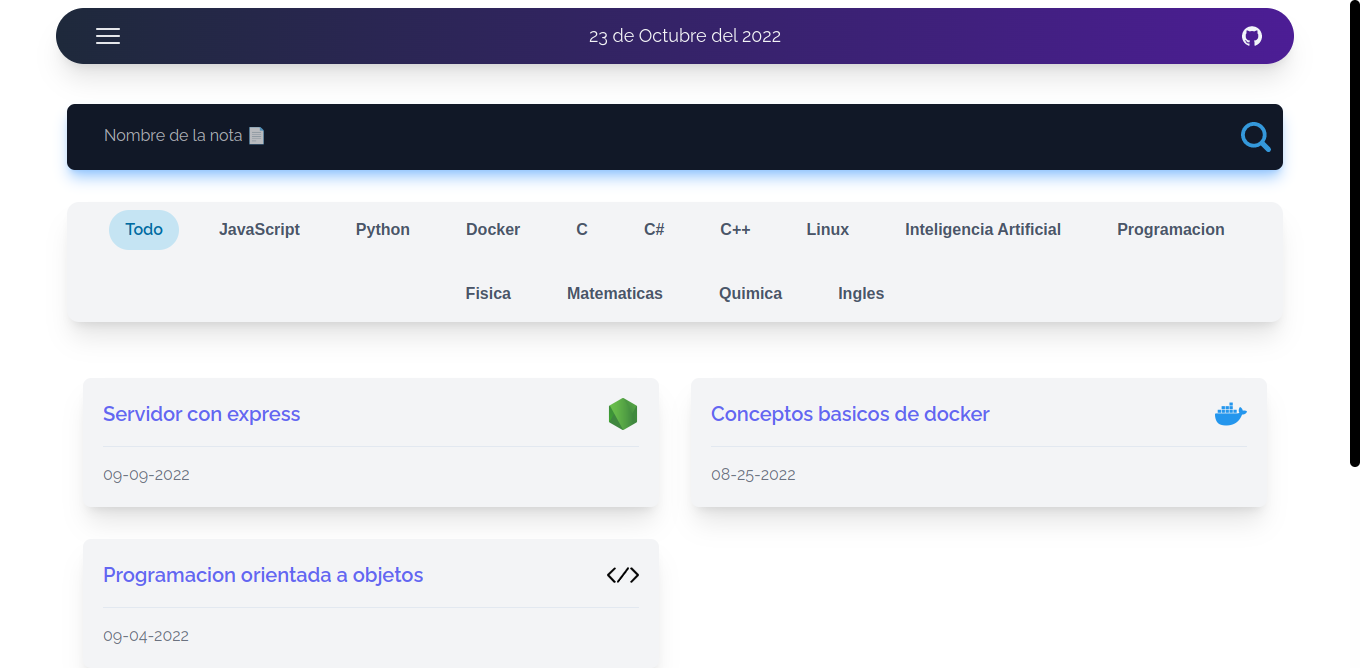 23 de Octubre del 2022
Nombre de la nota
Todo JavaScript Python Docker C C# C++ Linux Inteligencia Artificial Programacion
Fisica Matematicas Quimica Ingles
Servidor con express
09-09-2022
Conceptos basicos de docker
08-25-2022
Programacion orientada a objetos
09-04-2022